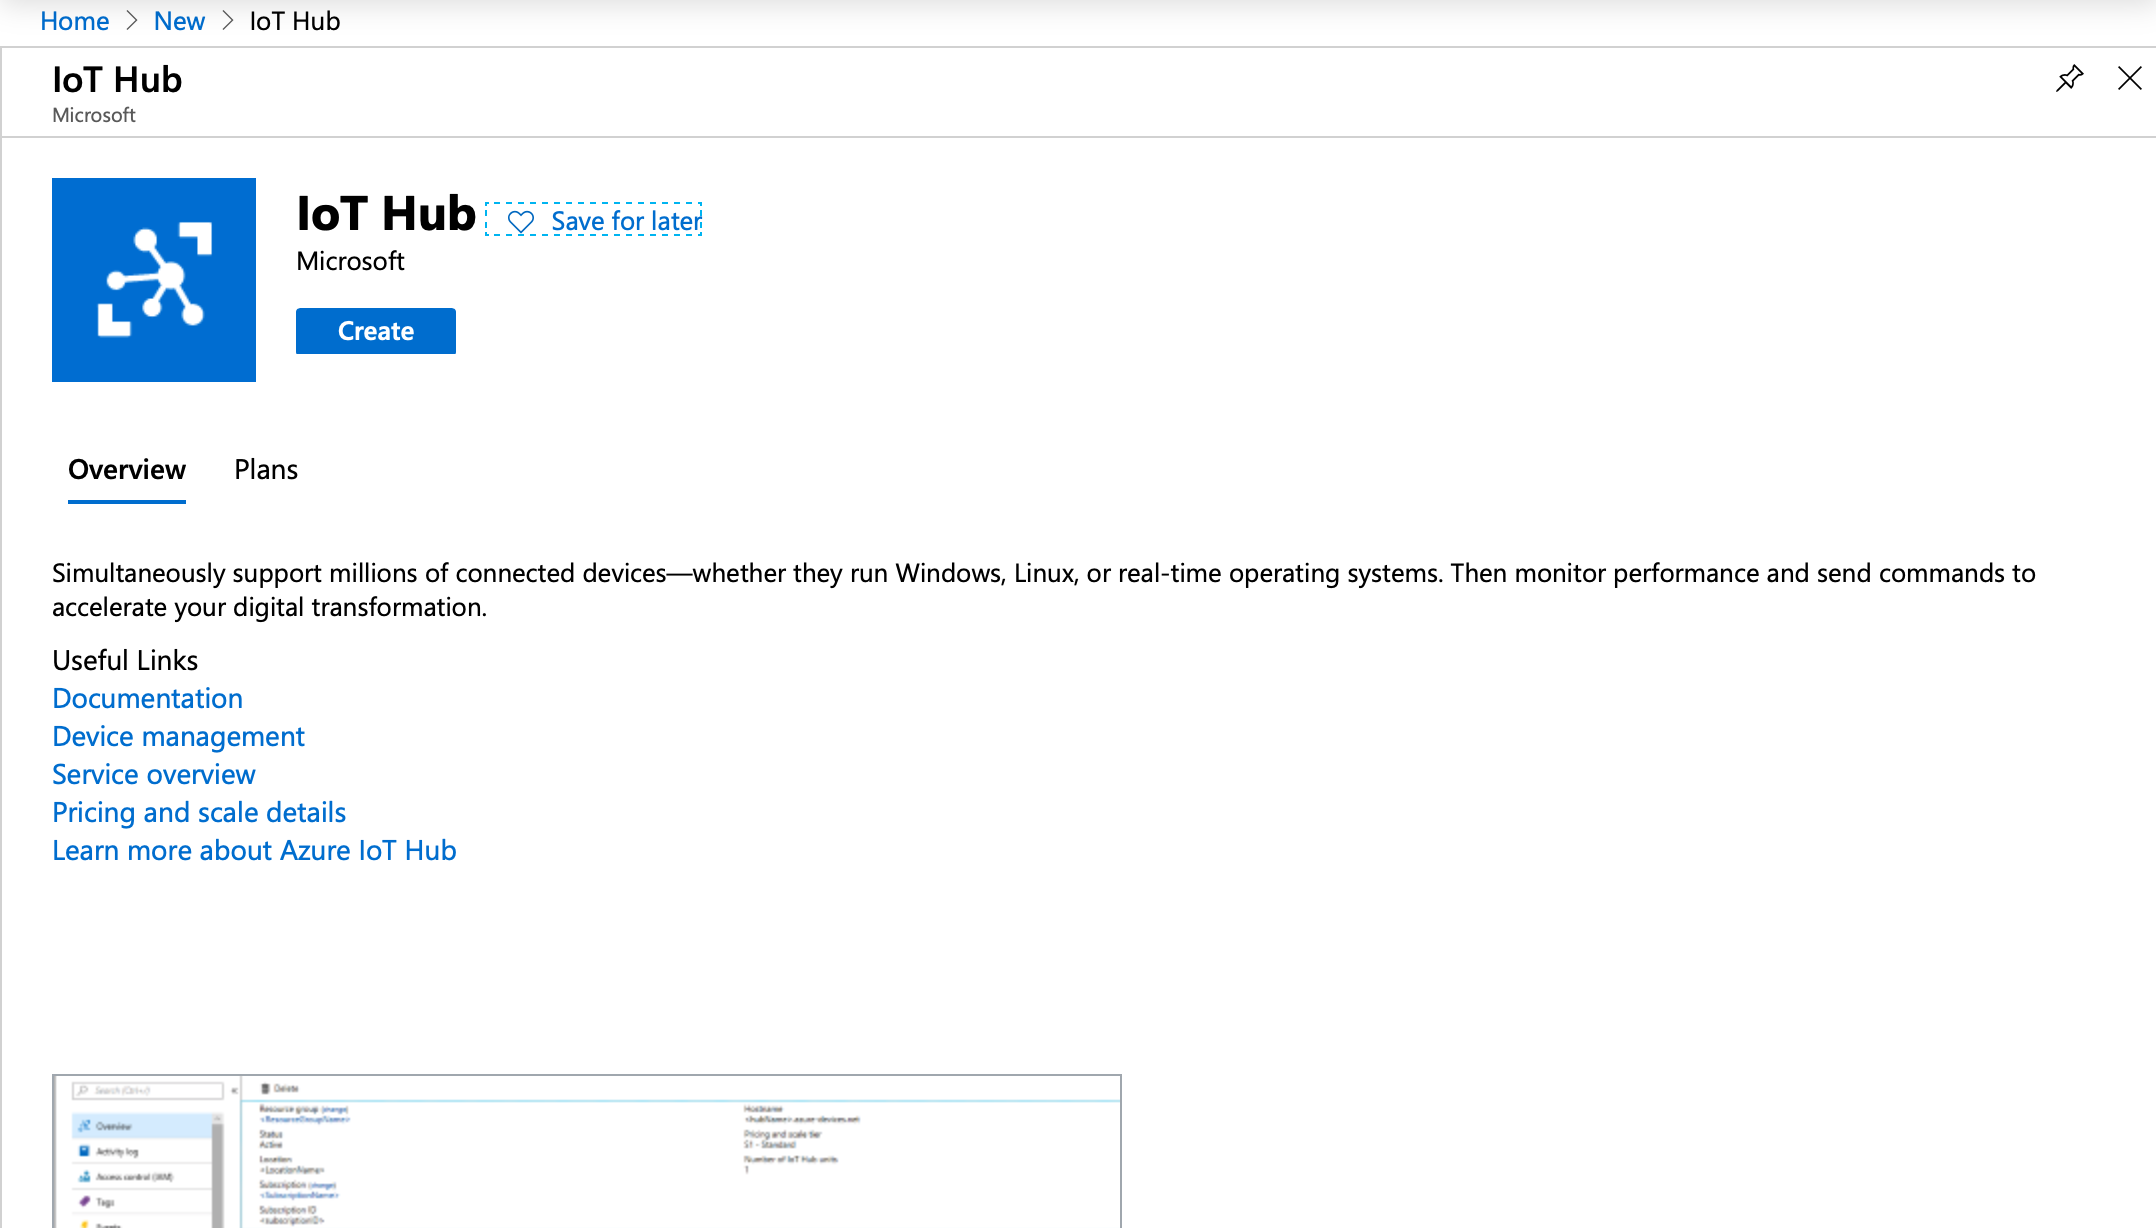 Home > New > IoT Hub
IoT Hub
Microsoft
IoT Hub Save for later
Microsoft
Create
Overview Plans
Simultaneously support millions of connected devices—whether they run Windows, Linux, or real-time operating systems. Then monitor performance and send commands to
accelerate your digital transformation.
Useful Links
Documentation
Device management
Service overview
Pricing and scale details
Learn more about Azure IoT Hub
Search (Ctrl+/)
Delete
Overview
Activity log
Access control (IAM)
Tags
Events
Resource group (change)
<ResourceGroupName>
Status
Active
Location
<LocationName>
Subscription (change)
<SubscriptionName>
Subscription ID
<subscriptionID>
Hostname
<hubName>.azure-devices.net
Pricing and scale tier
S1 - Standard
Number of IoT Hub units
1